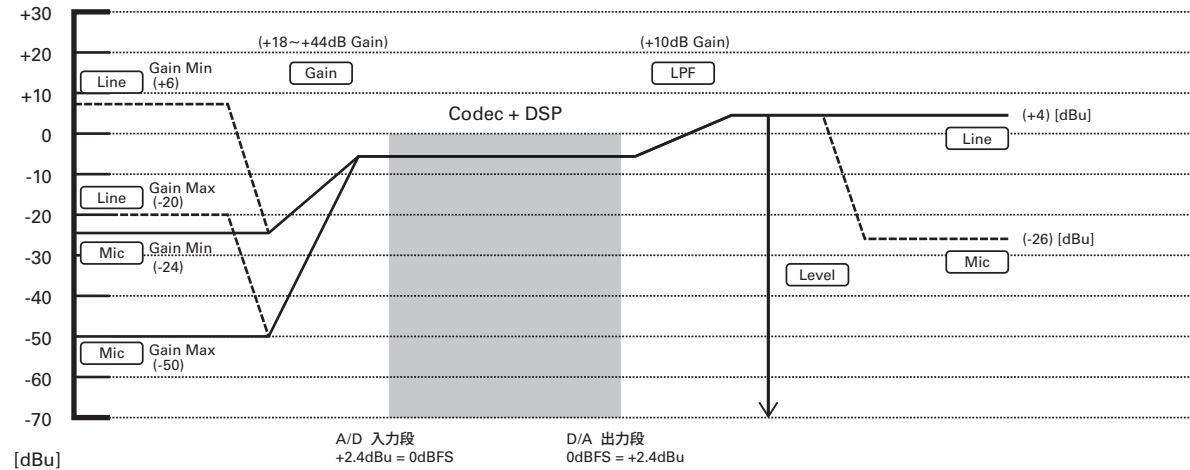 +30
+20
+10
0
-10
-20
-30
-40
-50
-60
-70
[dBu]
Line
Gain Min
(+6)
Line
Gain Max
(-20)
Mic
Gain Min
(-24)
Mic
Gain Max
(-50)
(+18~+44dB Gain)
Gain
Codec + DSP
(+10dB Gain)
LPF
(+4) [dBu]
Line
(-26) [dBu]
Mic
Level
A/D 入力段
+2.4dBu = 0dBFS
D/A 出力段
0dBFS = +2.4dBu